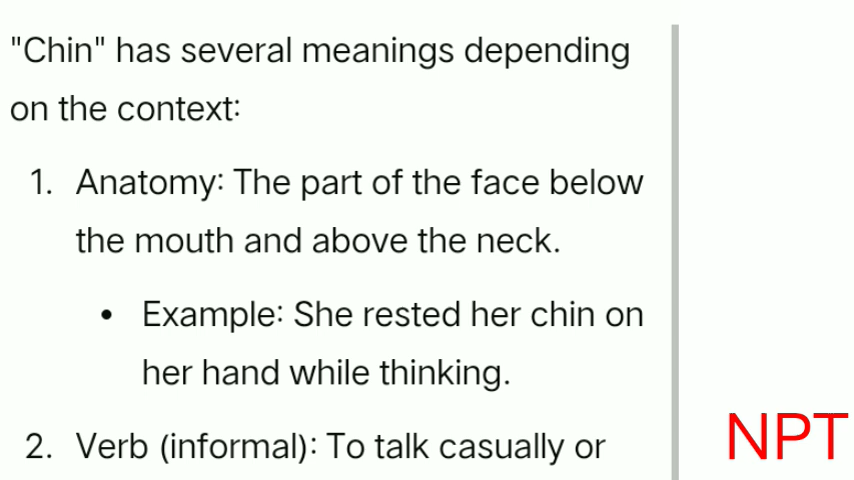 "Chin" has several meanings depending
on the context:
1. Anatomy: The part of the face below
the mouth and above the neck.
• Example: She rested her chin on
her hand while thinking.
2. Verb (informal): To talk casually or
NPT